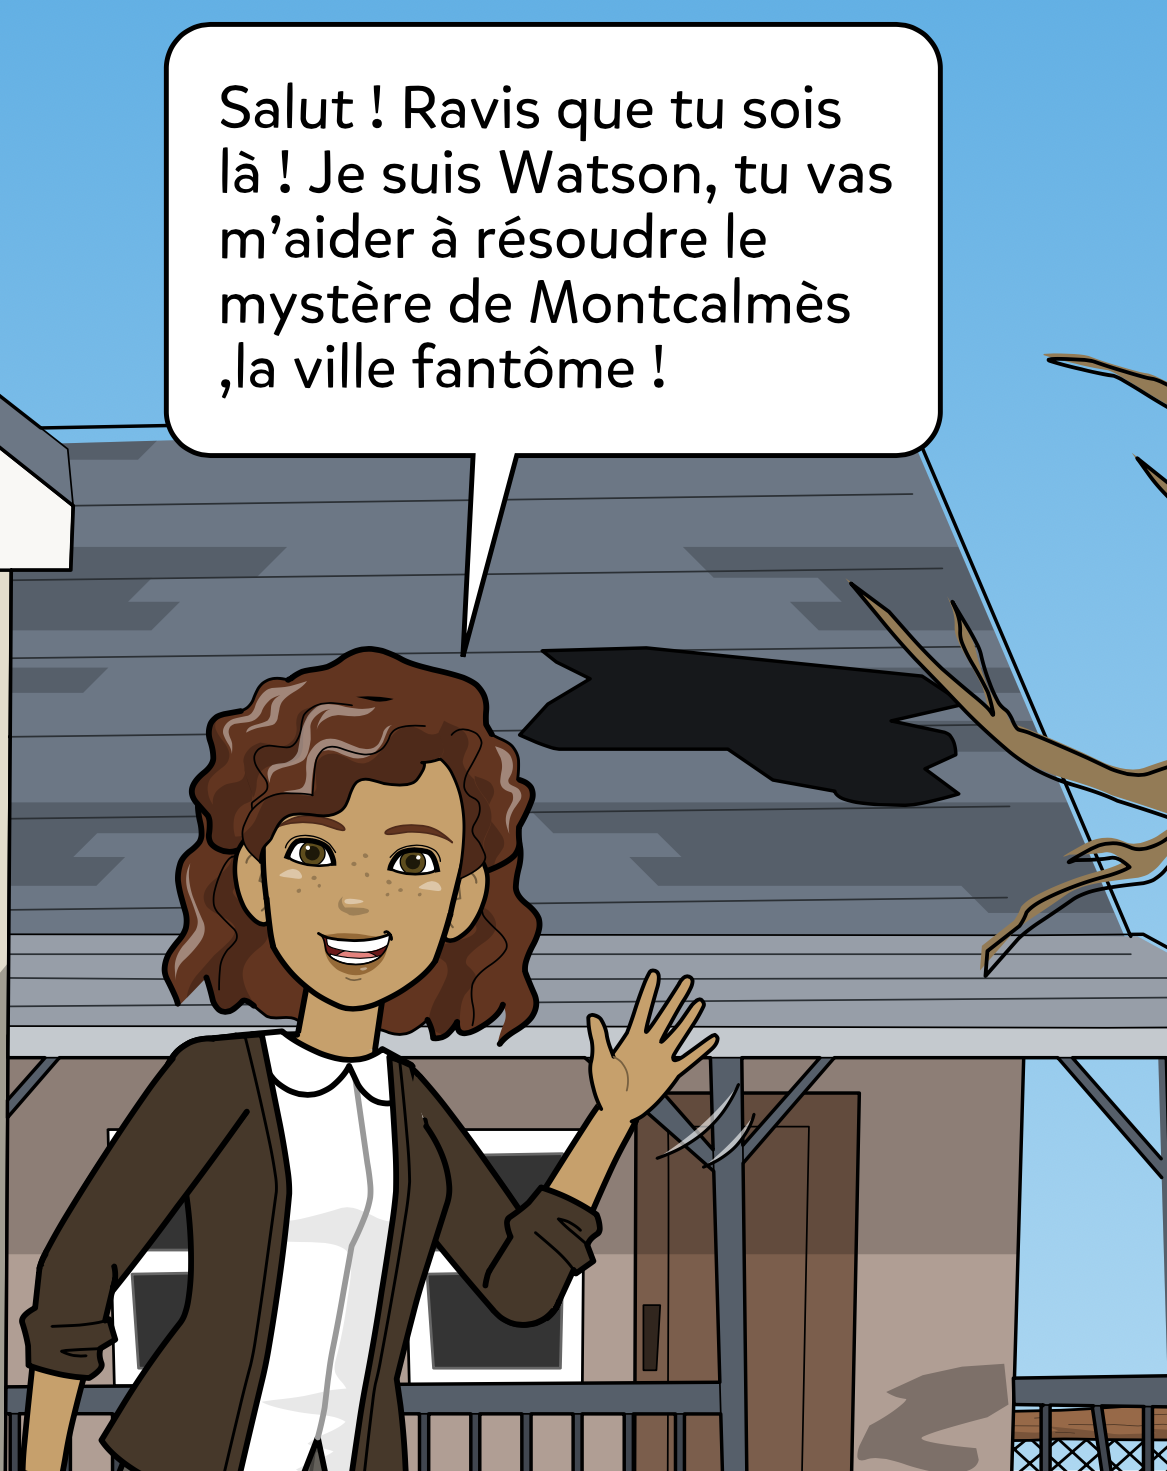 Salut ! Ravis que tu sois
là ! Je suis Watson, tu vas
m’aider à résoudre le
mystère de Montcalmès
,la ville fantôme !